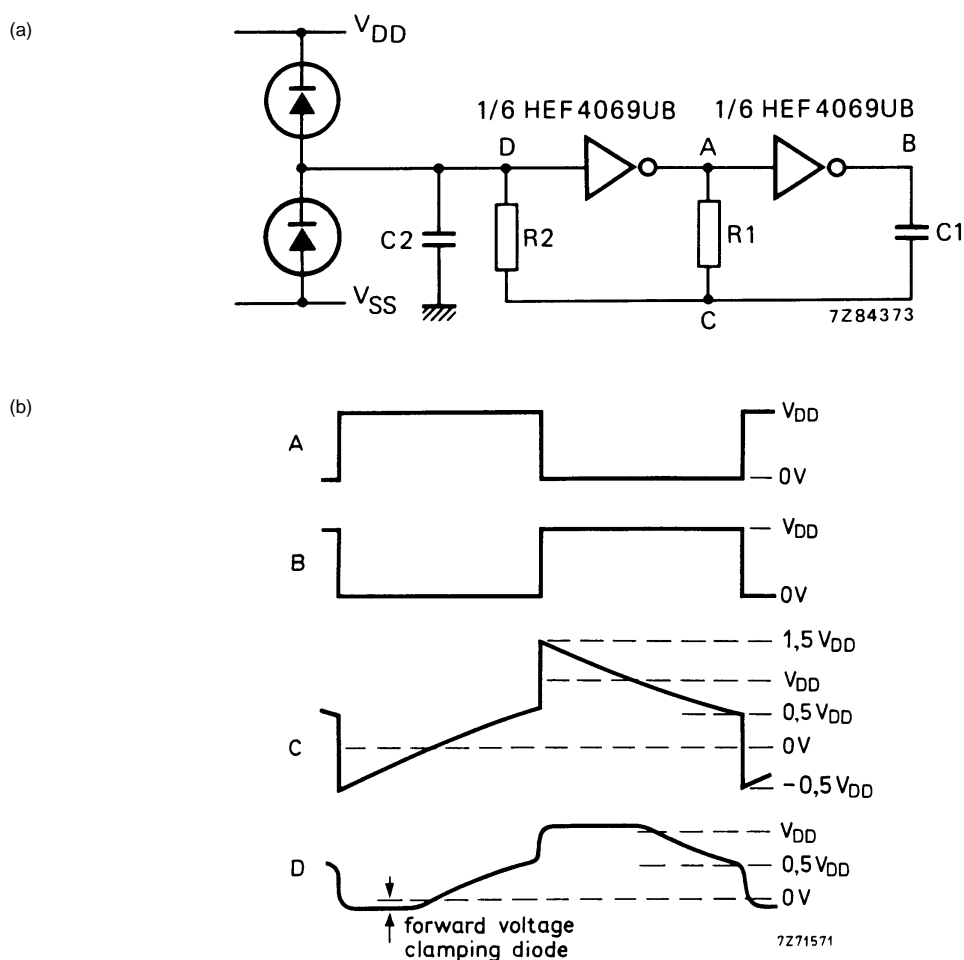 (a)
VDD
1/6 HEF4069UB
1/6 HEF4069UB
D
A
B
C2
R2
R1
C1
VSS
C
7Z84373
(b)
A
VDD
0V
B
VDD
0V
C
1,5 VDD
VDD
0,5 VDD
0V
−0,5 VDD
D
VDD
0,5 VDD
0V
forward voltage
clamping diode
7Z71571